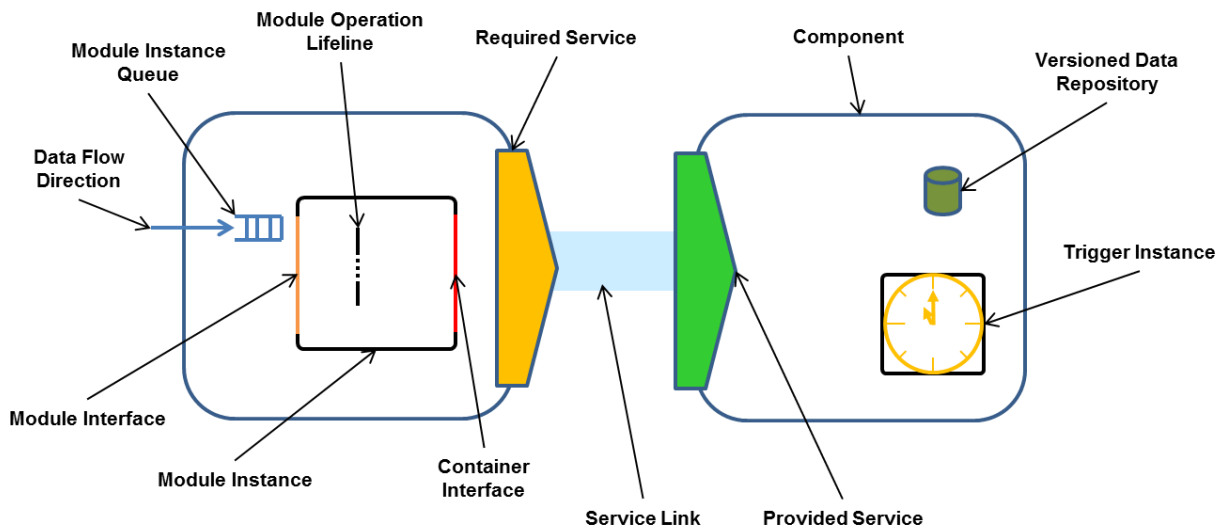 Module Operation
Lifeline
Module Instance
Queue
Required Service
Component
Versioned Data
Repository
Data Flow
Direction
Trigger Instance
Module Interface
Module Instance
Container
Interface
Service Link
Provided Service